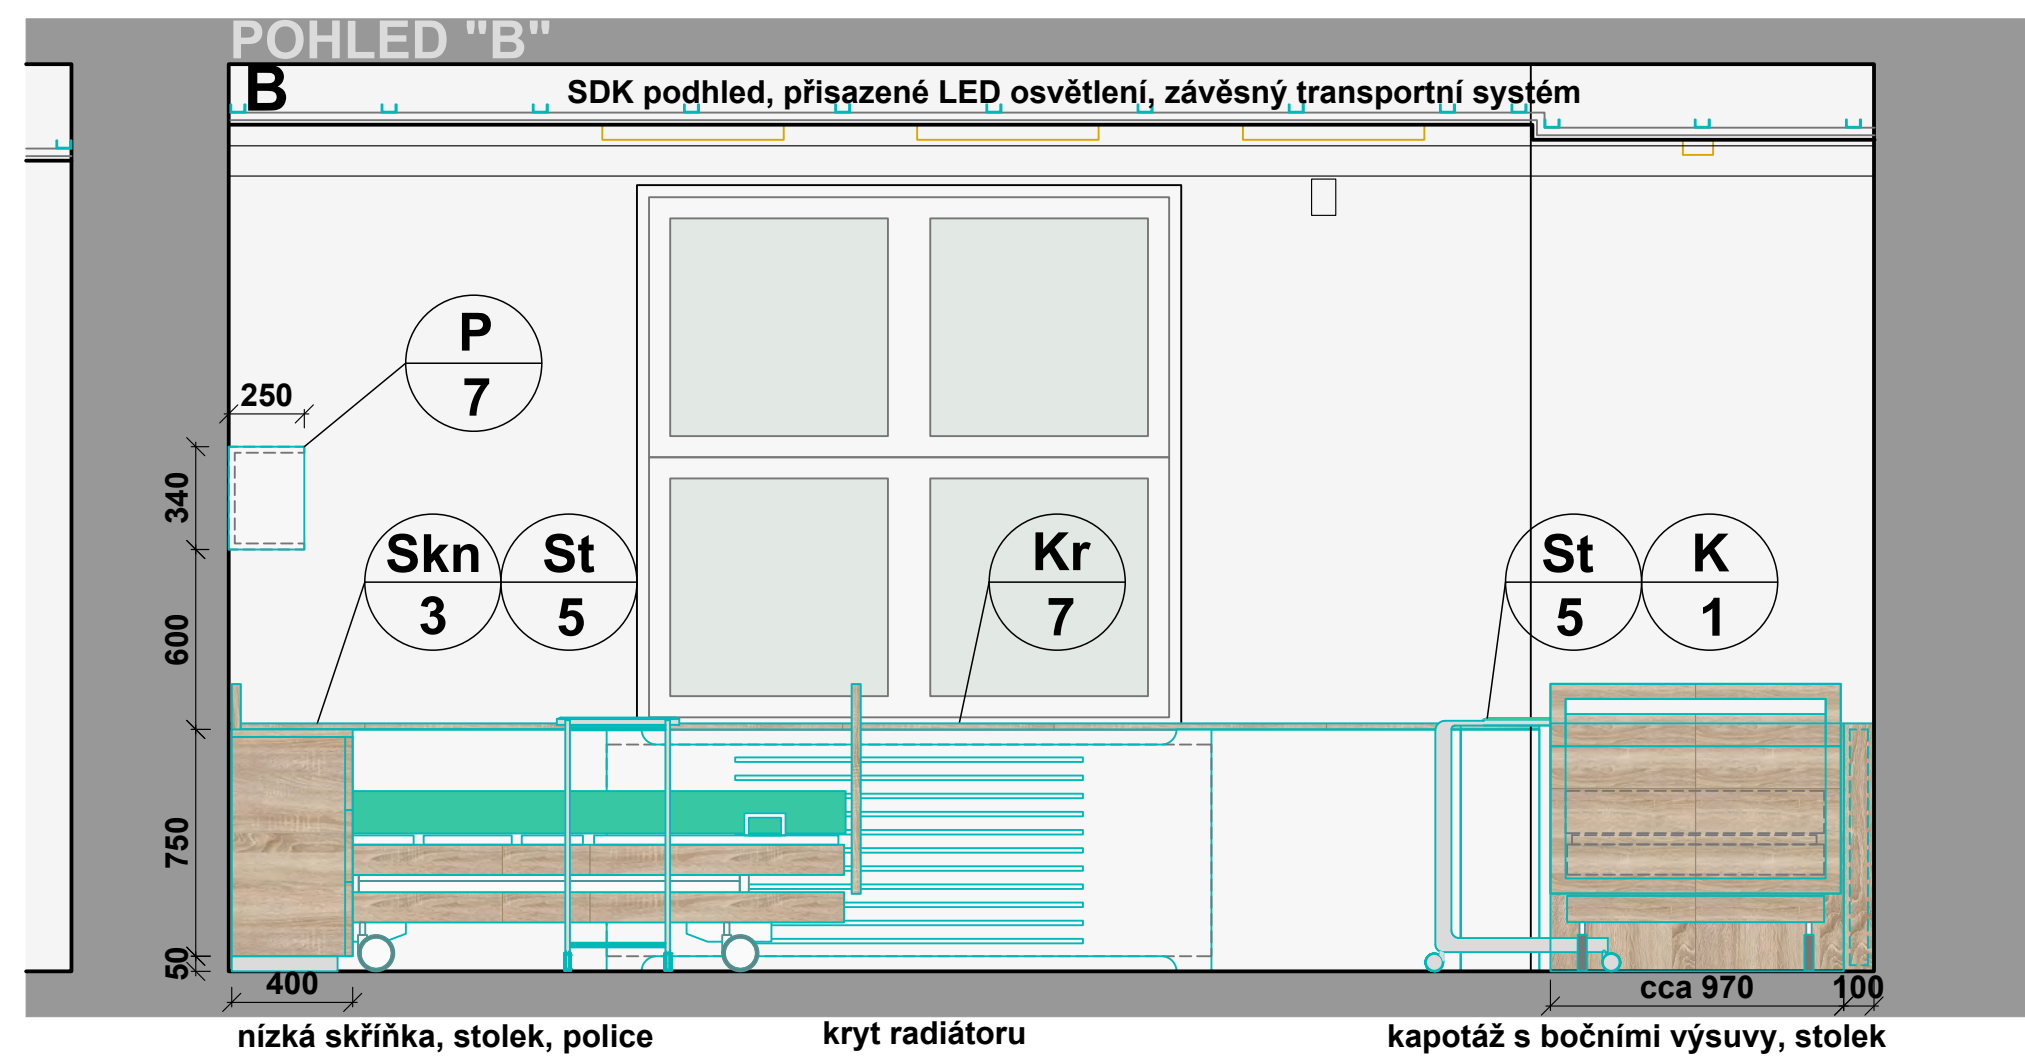 POHLED "B"
B
SDK podhled, přisazené LED osvětlení, závěsný transportní systém
P
7
250
340
Skn
3
St
5
Kr
7
St
5
K
1
600
750
50
400
cca 970
100
nízká skříňka, stolek, police
kryt radiátoru
kapotáž s bočními výsuvy, stolek